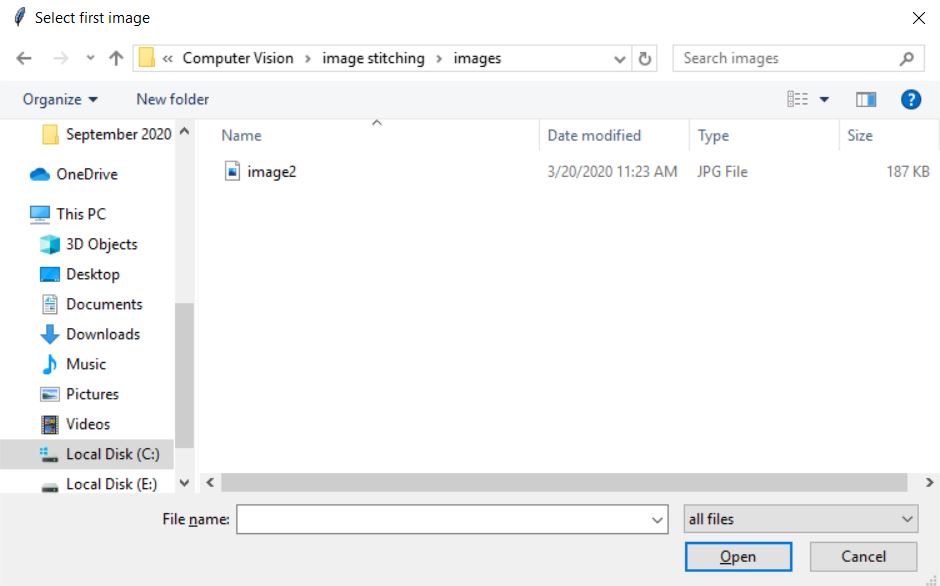 Select first image
« Computer Vision › image stitching › images
Search images
Organize
New folder
?
Name
Date modified
Type
Size
image2
3/20/2020 11:23 AM
JPG File
187 KB
September 2020
OneDrive
This PC
3D Objects
Desktop
Documents
Downloads
Music
Pictures
Videos
Local Disk (C:)
Local Disk (E:)
File name:
all files
Open
Cancel